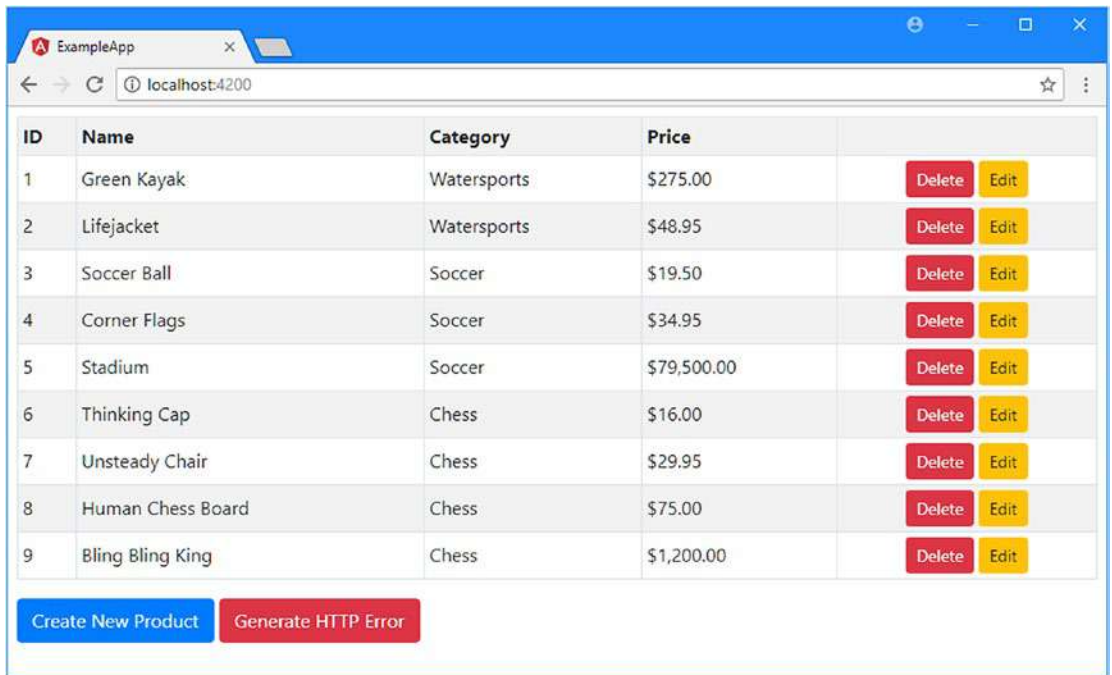 ExampleApp
localhost:4200
ID Name Category Price
1 Green Kayak Watersports $275.00 Delete Edit
2 Lifejacket Watersports $48.95 Delete Edit
3 Soccer Ball Soccer $19.50 Delete Edit
4 Corner Flags Soccer $34.95 Delete Edit
5 Stadium Soccer $79,500.00 Delete Edit
6 Thinking Cap Chess $16.00 Delete Edit
7 Unsteady Chair Chess $29.95 Delete Edit
8 Human Chess Board Chess $75.00 Delete Edit
9 Bling Bling King Chess $1,200.00 Delete Edit
Create New Product Generate HTTP Error